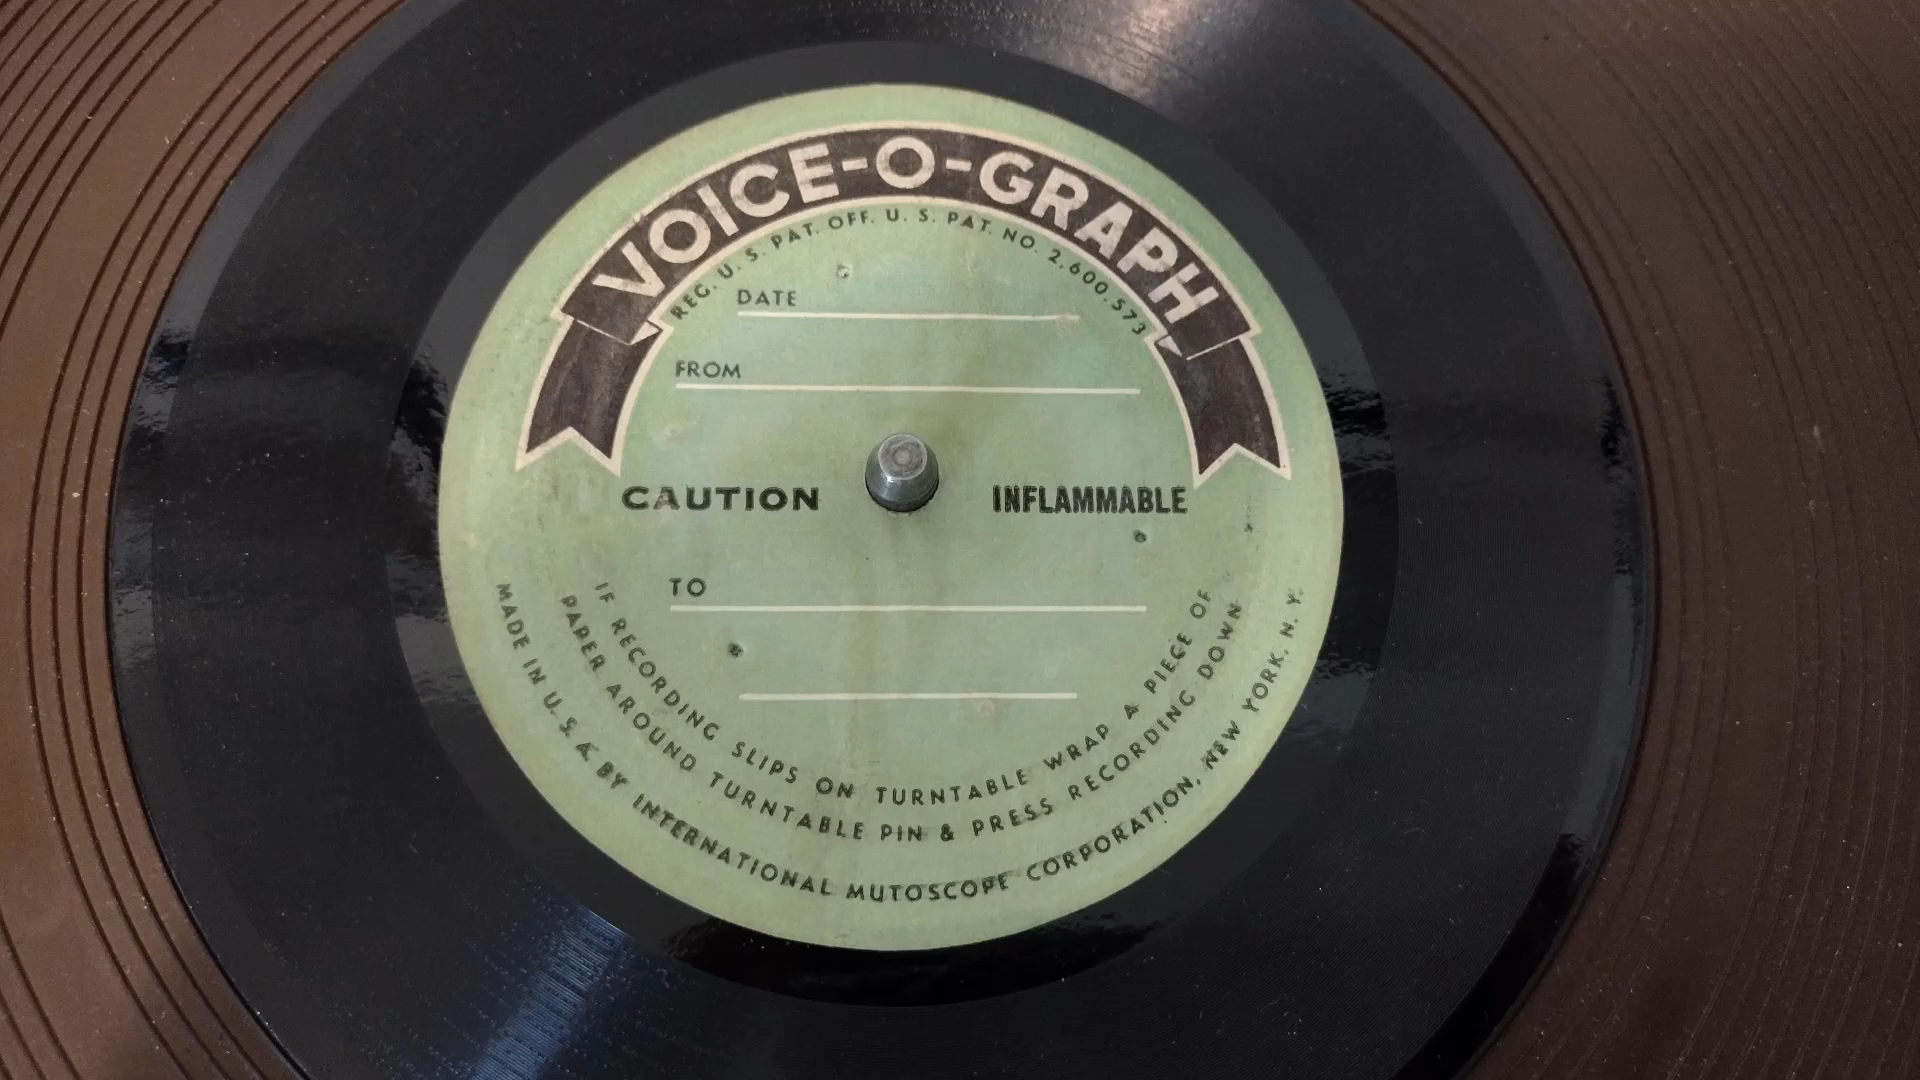 VOICE-O-GRAPH
REG. U. S. PAT. OFF. U. S. PAT. NO. 2,600,573
DATE
FROM
CAUTION INFLAMMABLE
TO
IF RECORDING SLIPS ON TURNTABLE WRAP A PIECE OF
PAPER AROUND TURNTABLE PIN & PRESS RECORDING DOWN
MADE IN U. S. A. BY INTERNATIONAL MUTOSCOPE CORPORATION, NEW YORK, N. Y.